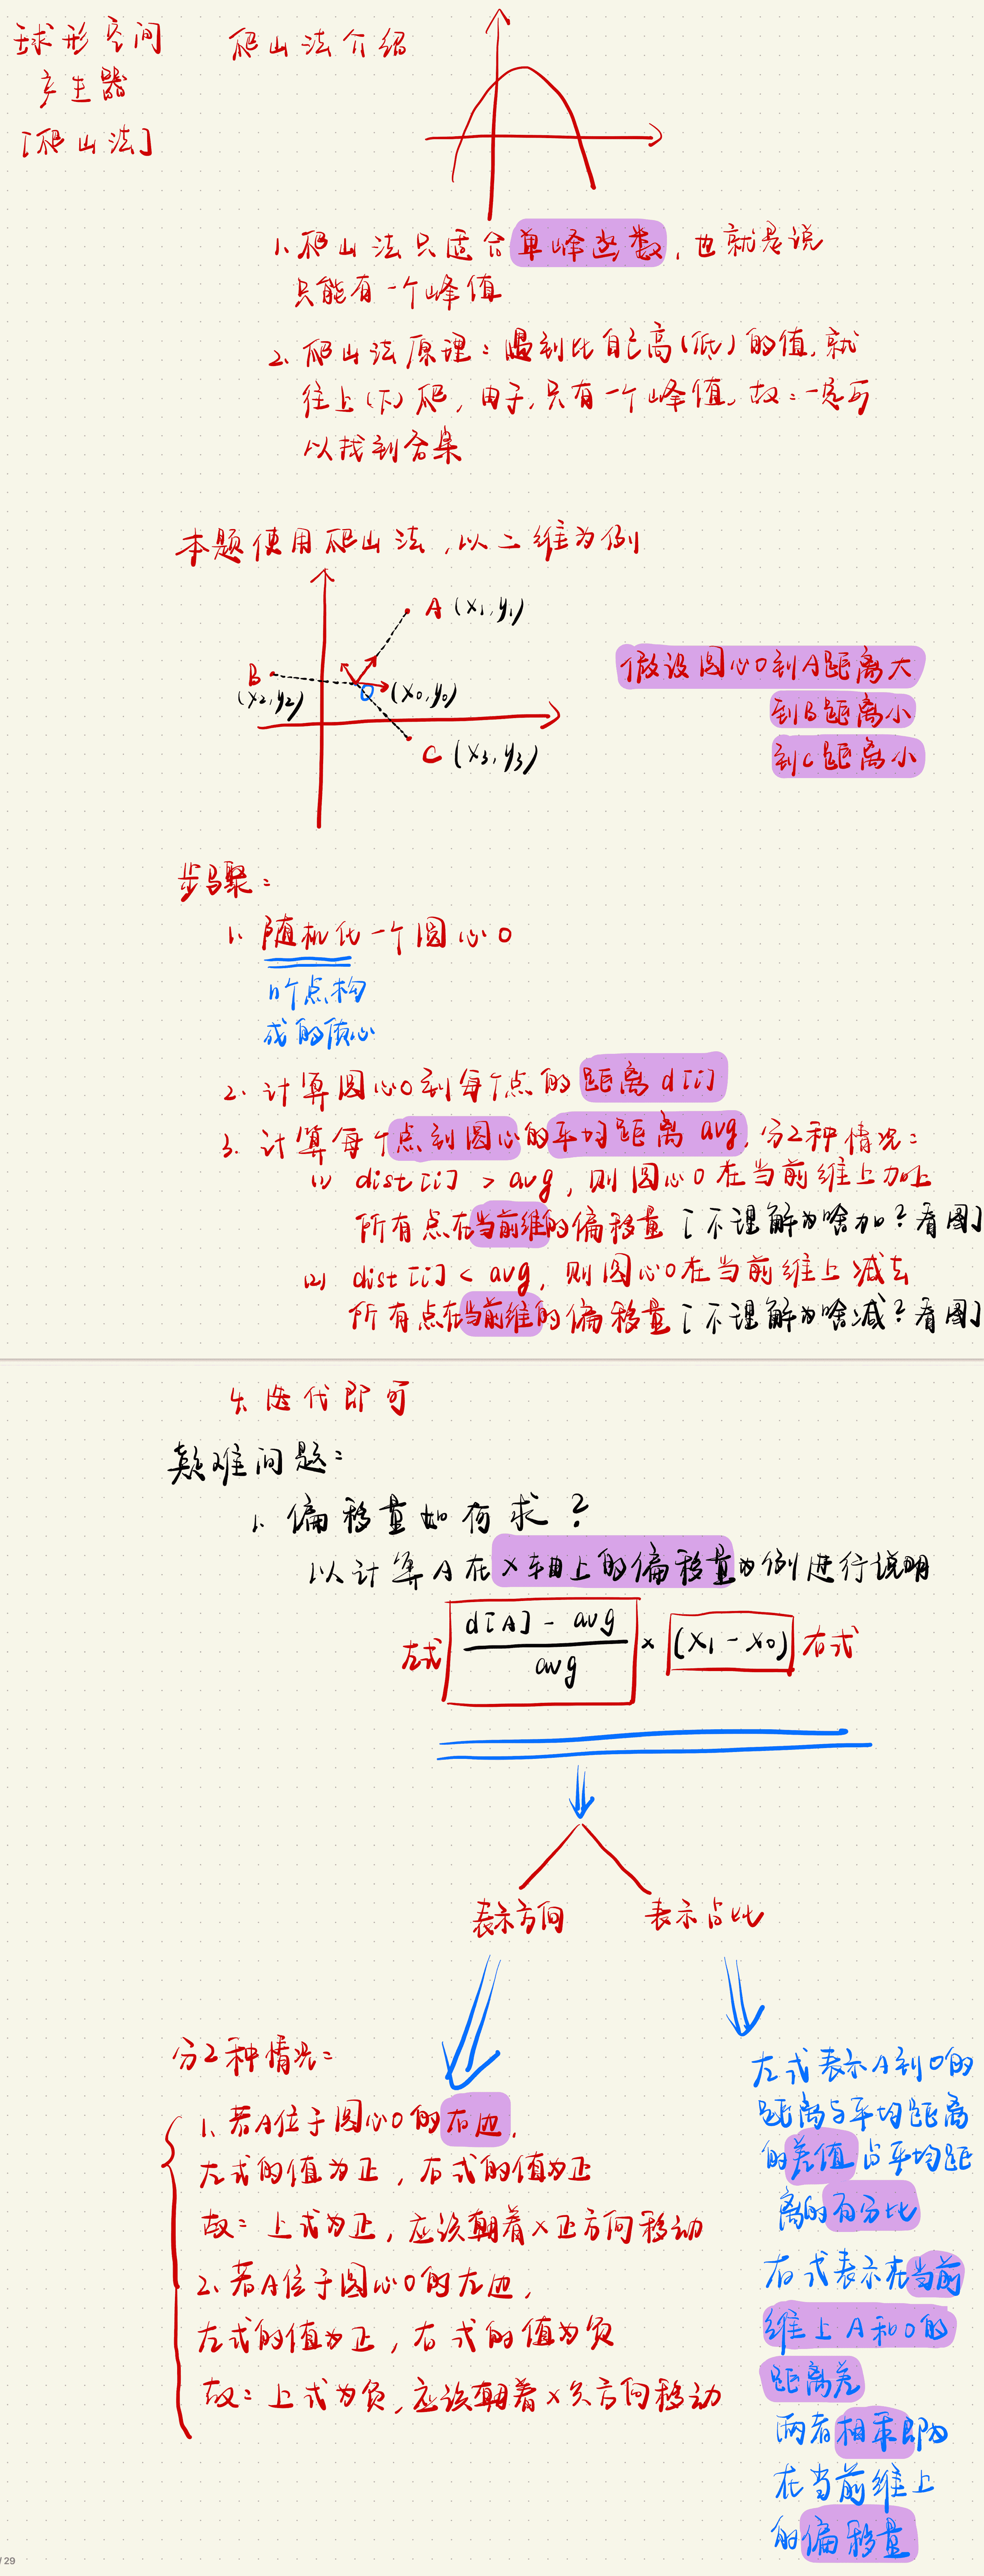 球形空间
产生器
[爬山法]
爬山法介绍
1. 爬山法只适合单峰函数, 也就是说
只能有一个峰值
2. 爬山法原理: 遇到比自己高(低)的值, 就
往上(下)爬, 由于, 只有一个峰值, 故: 一定可
以找到答案
本题使用爬山法, 以二维为例
A (x₁, y₁)
B
(x₂, y₂)
O (x₀, y₀)
C (x₃, y₃)
假设圆心O到A距离大
到B距离小
到C距离小
步骤:
1. 随机化一个圆心O
n个点构
成的质心
2. 计算圆心O到每个点的距离 d[i]
3. 计算每个点到圆心的平均距离 avg, 分2种情况:
(1) dist[i] > avg, 则圆心O在当前维上加上
所有点在当前维的偏移量 [不理解为啥加? 看图]
(2) dist[i] < avg, 则圆心O在当前维上减去
所有点在当前维的偏移量 [不理解为啥减? 看图]
4. 迭代即可
疑难问题:
1. 偏移量如何求?
以计算A在x轴上的偏移量为例进行说明
左式 (d[A] - avg) / avg × (x₁ - x₀) 右式
表示方向 表示占比
分2种情况:
1. 若A位于圆心O的右边,
左式的值为正, 右式的值为正
故: 上式为正, 应该朝着x正方向移动
2. 若A位于圆心O的左边,
左式的值为正, 右式的值为负
故: 上式为负, 应该朝着x负方向移动
左式表示A到O的
距离与平均距离
的差值占平均距
离的百分比
右式表示在当前
维上A和O的
距离差
两者相乘即为
在当前维上
的偏移量
/ 29